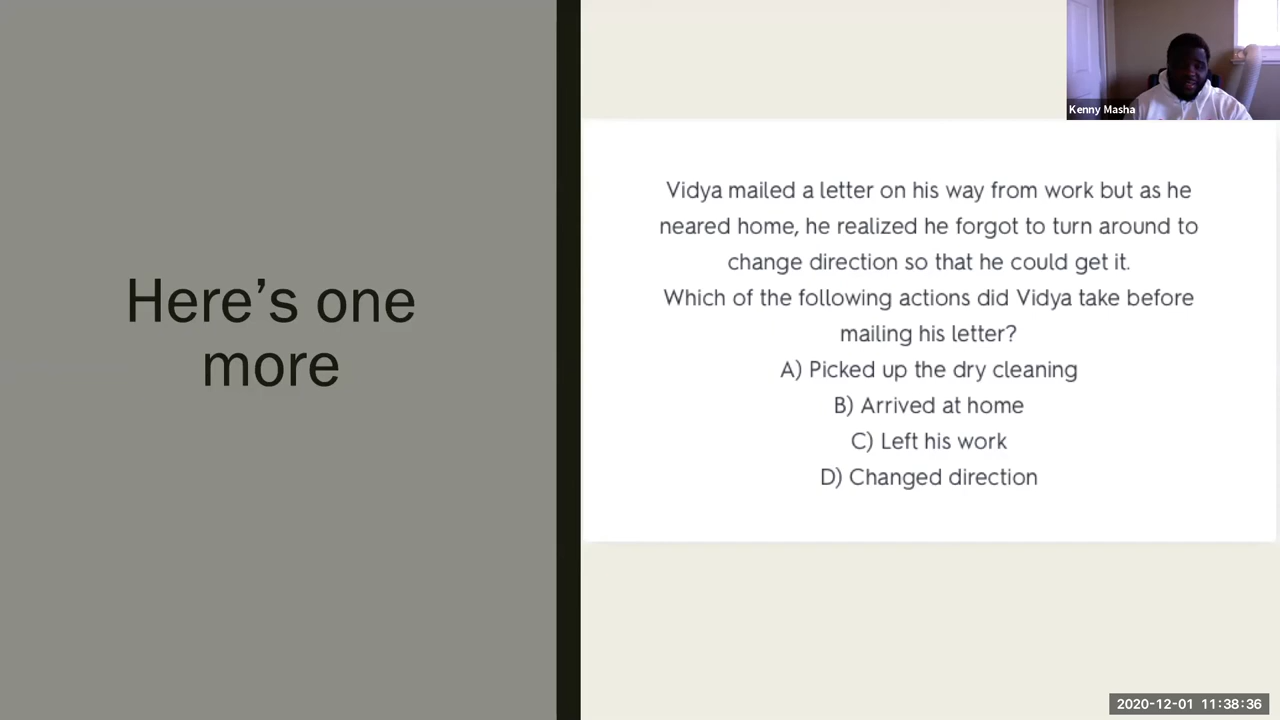 Here’s one
more
Kenny Masha
Vidya mailed a letter on his way from work but as he
neared home, he realized he forgot to turn around to
change direction so that he could get it.
Which of the following actions did Vidya take before
mailing his letter?
A) Picked up the dry cleaning
B) Arrived at home
C) Left his work
D) Changed direction
2020-12-01 11:38:36